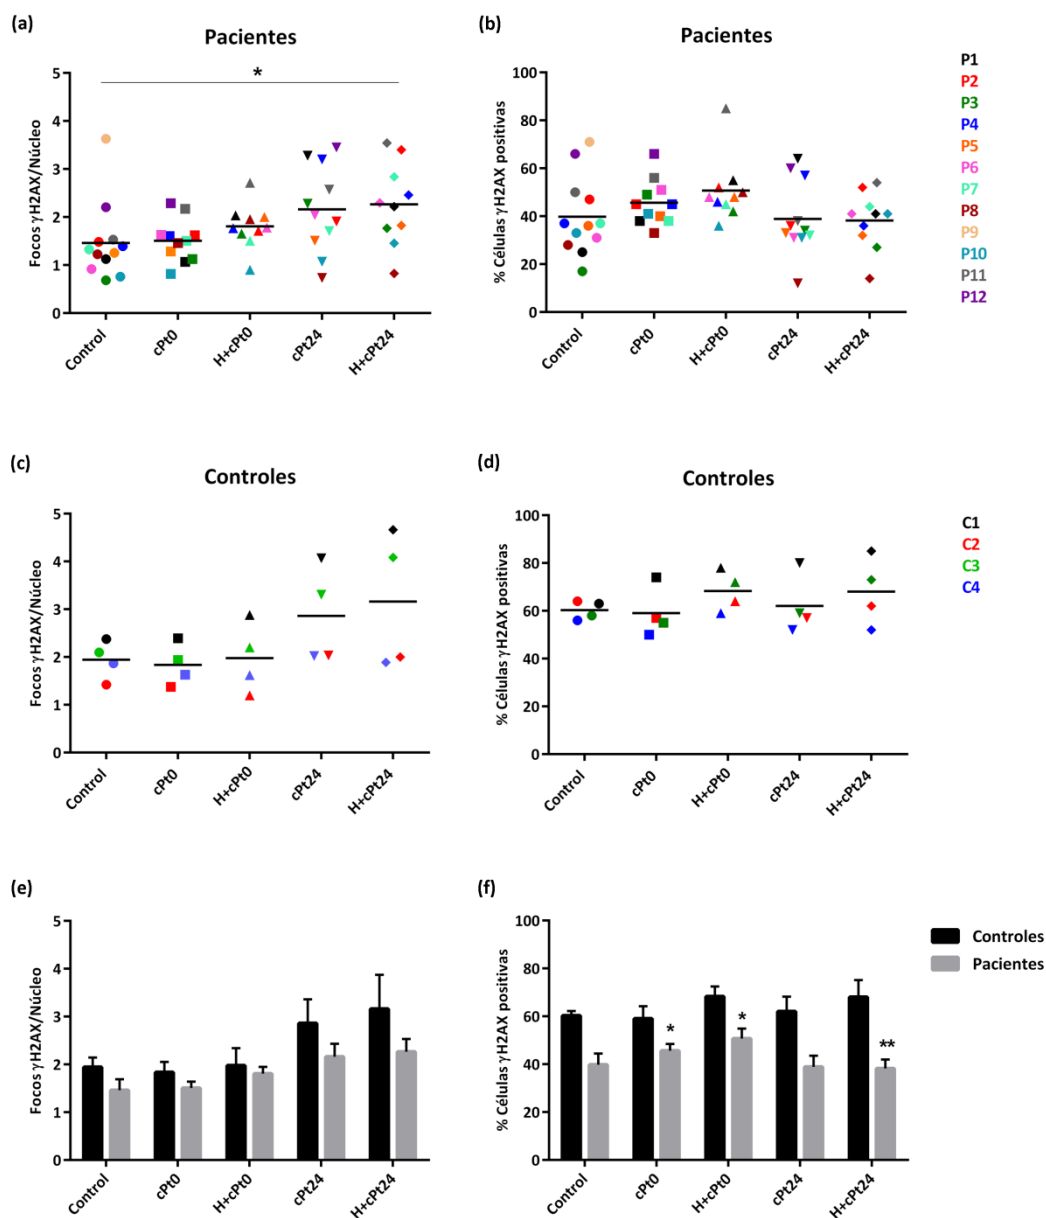 (a)
Pacientes
*
Focos γH2AX/Núcleo
5
4
3
2
1
0
Control
cPt0
H+cPt0
cPt24
H+cPt24
(b)
Pacientes
% Células γH2AX positivas
100
80
60
40
20
0
Control
cPt0
H+cPt0
cPt24
H+cPt24
P1
P2
P3
P4
P5
P6
P7
P8
P9
P10
P11
P12
(c)
Controles
Focos γH2AX/Núcleo
5
4
3
2
1
0
Control
cPt0
H+cPt0
cPt24
H+cPt24
(d)
Controles
% Células γH2AX positivas
100
80
60
40
20
0
Control
cPt0
H+cPt0
cPt24
H+cPt24
C1
C2
C3
C4
(e)
Focos γH2AX/Núcleo
5
4
3
2
1
0
Control
cPt0
H+cPt0
cPt24
H+cPt24
(f)
% Células γH2AX positivas
100
80
60
40
20
0
*
*
**
Control
cPt0
H+cPt0
cPt24
H+cPt24
Controles
Pacientes